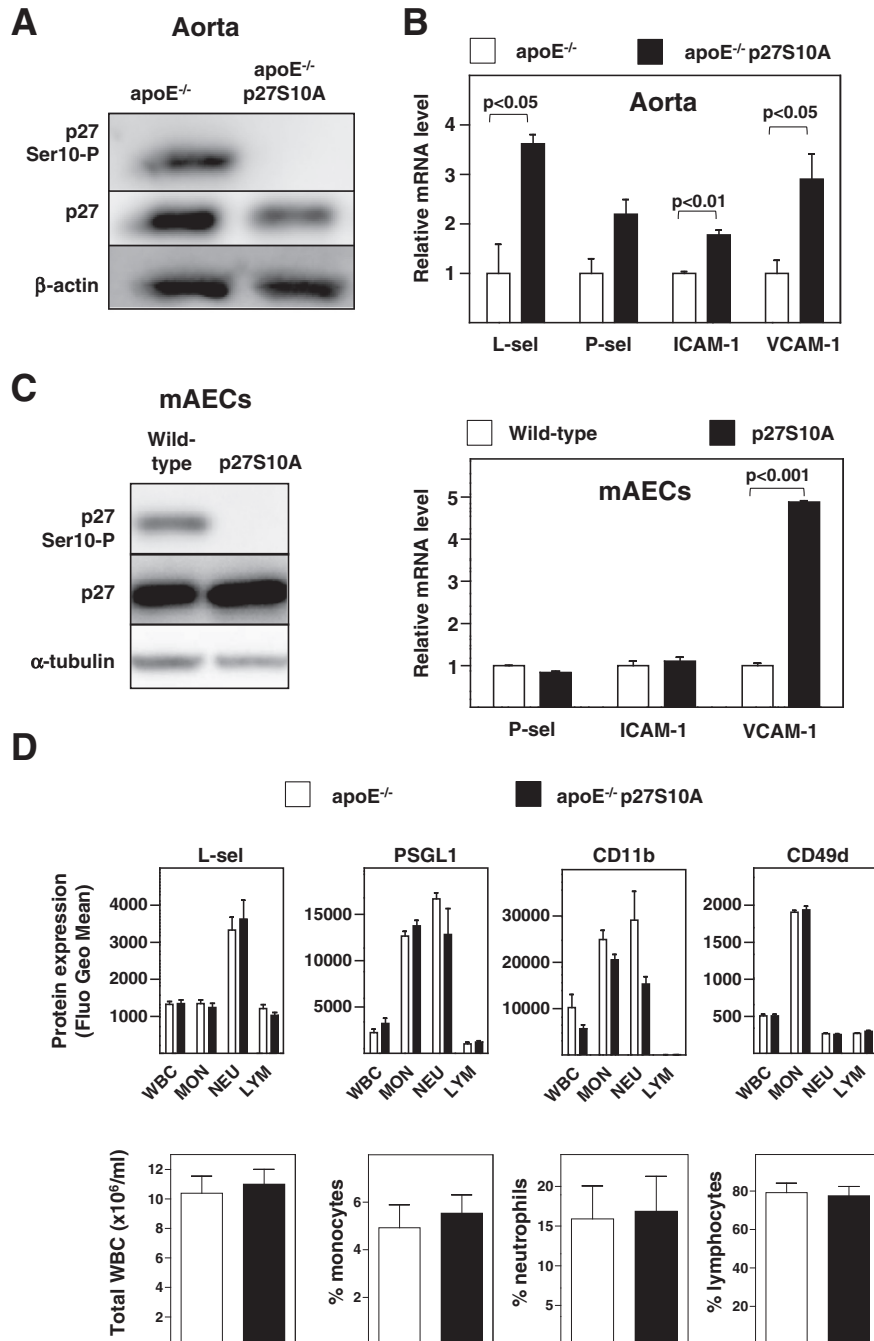 A
Aorta
apoE-/-
apoE-/-
p27S10A
p27
Ser10-P
p27
β-actin
B
apoE-/-
apoE-/- p27S10A
Aorta
Relative mRNA level
4
3
2
1
p<0.05
p<0.01
p<0.05
L-sel
P-sel
ICAM-1
VCAM-1
C
mAECs
Wild-
type
p27S10A
p27
Ser10-P
p27
α-tubulin
Wild-type
p27S10A
mAECs
Relative mRNA level
5
4
3
2
1
p<0.001
P-sel
ICAM-1
VCAM-1
D
apoE-/-
apoE-/- p27S10A
Protein expression
(Fluo Geo Mean)
L-sel
4000
3000
2000
1000
WBC
MON
NEU
LYM
PSGL1
15000
10000
5000
WBC
MON
NEU
LYM
CD11b
30000
20000
10000
WBC
MON
NEU
LYM
CD49d
2000
1500
1000
500
WBC
MON
NEU
LYM
Total WBC (x10⁶/ml)
12
10
8
6
4
2
% monocytes
6
4
2
% neutrophils
20
15
10
5
% lymphocytes
80
60
40
20